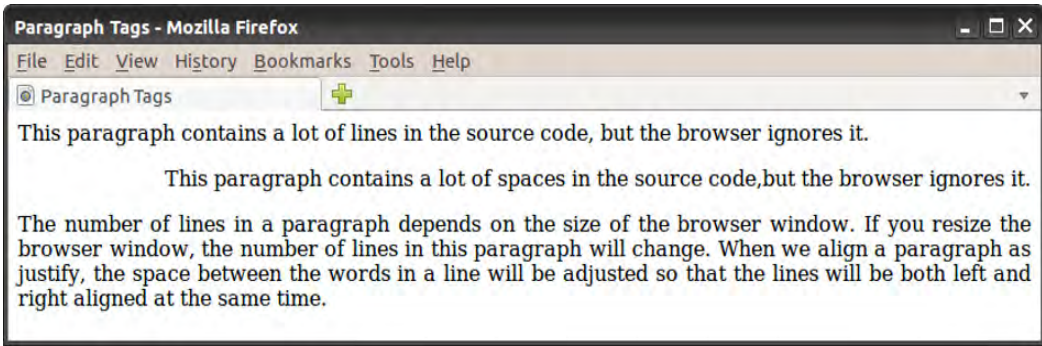 Paragraph Tags - Mozilla Firefox
File Edit View History Bookmarks Tools Help
Paragraph Tags
This paragraph contains a lot of lines in the source code, but the browser ignores it.
This paragraph contains a lot of spaces in the source code,but the browser ignores it.
The number of lines in a paragraph depends on the size of the browser window. If you resize the
browser window, the number of lines in this paragraph will change. When we align a paragraph as
justify, the space between the words in a line will be adjusted so that the lines will be both left and
right aligned at the same time.